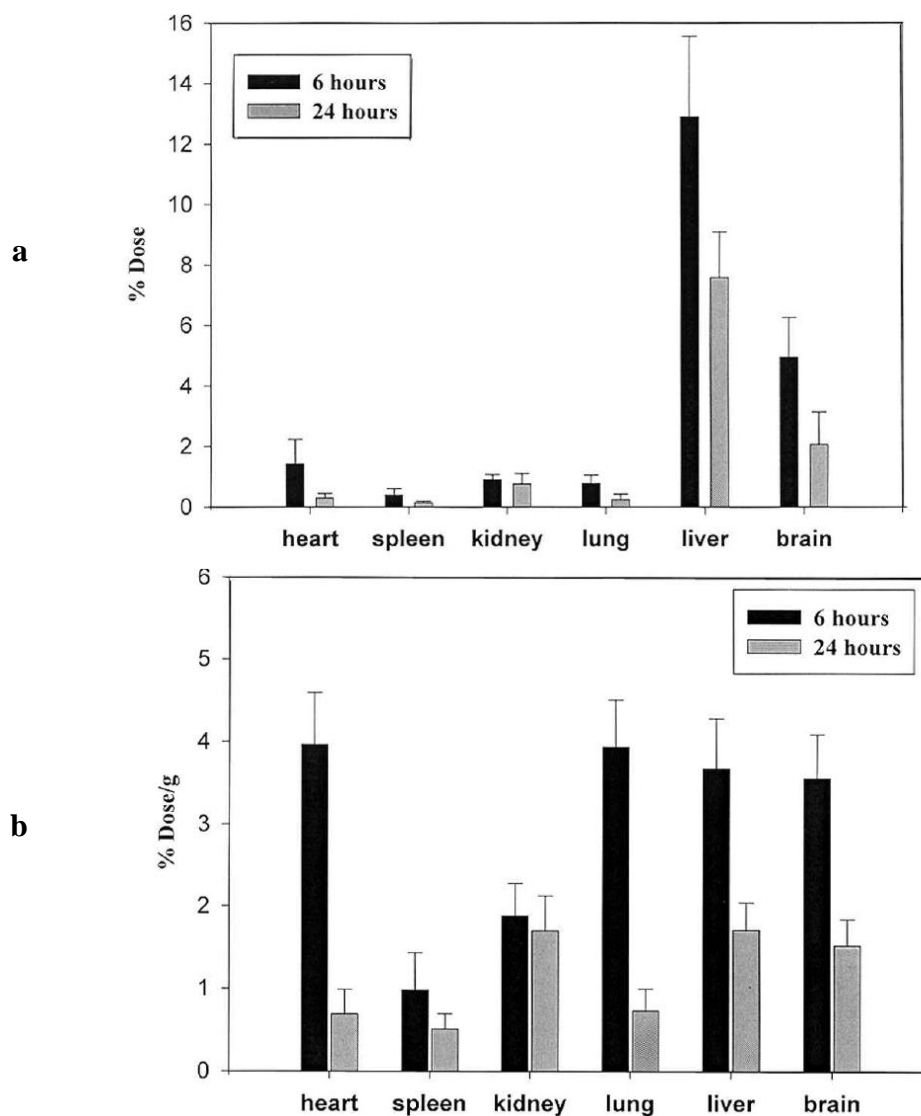 a
% Dose
16
14
12
10
8
6
4
2
0
6 hours
24 hours
heart spleen kidney lung liver brain
b
% Dose/g
6
5
4
3
2
1
0
6 hours
24 hours
heart spleen kidney lung liver brain